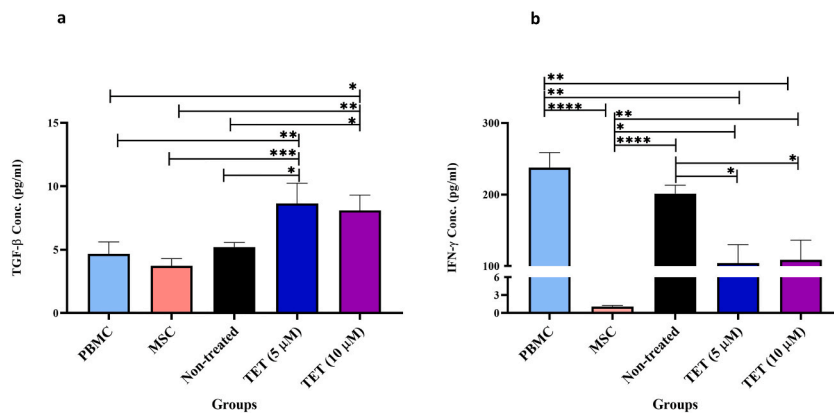 a
*
**
*
**
***
*
15
10
5
0
TGF-β Conc. (pg/ml)
PBMC
MSC
Non-treated
TET (5 μM)
TET (10 μM)
Groups
b
**
**
****
**
*
****
*
*
300
200
100
6
3
0
IFN-γ Conc. (pg/ml)
PBMC
MSC
Non-treated
TET (5 μM)
TET (10 μM)
Groups